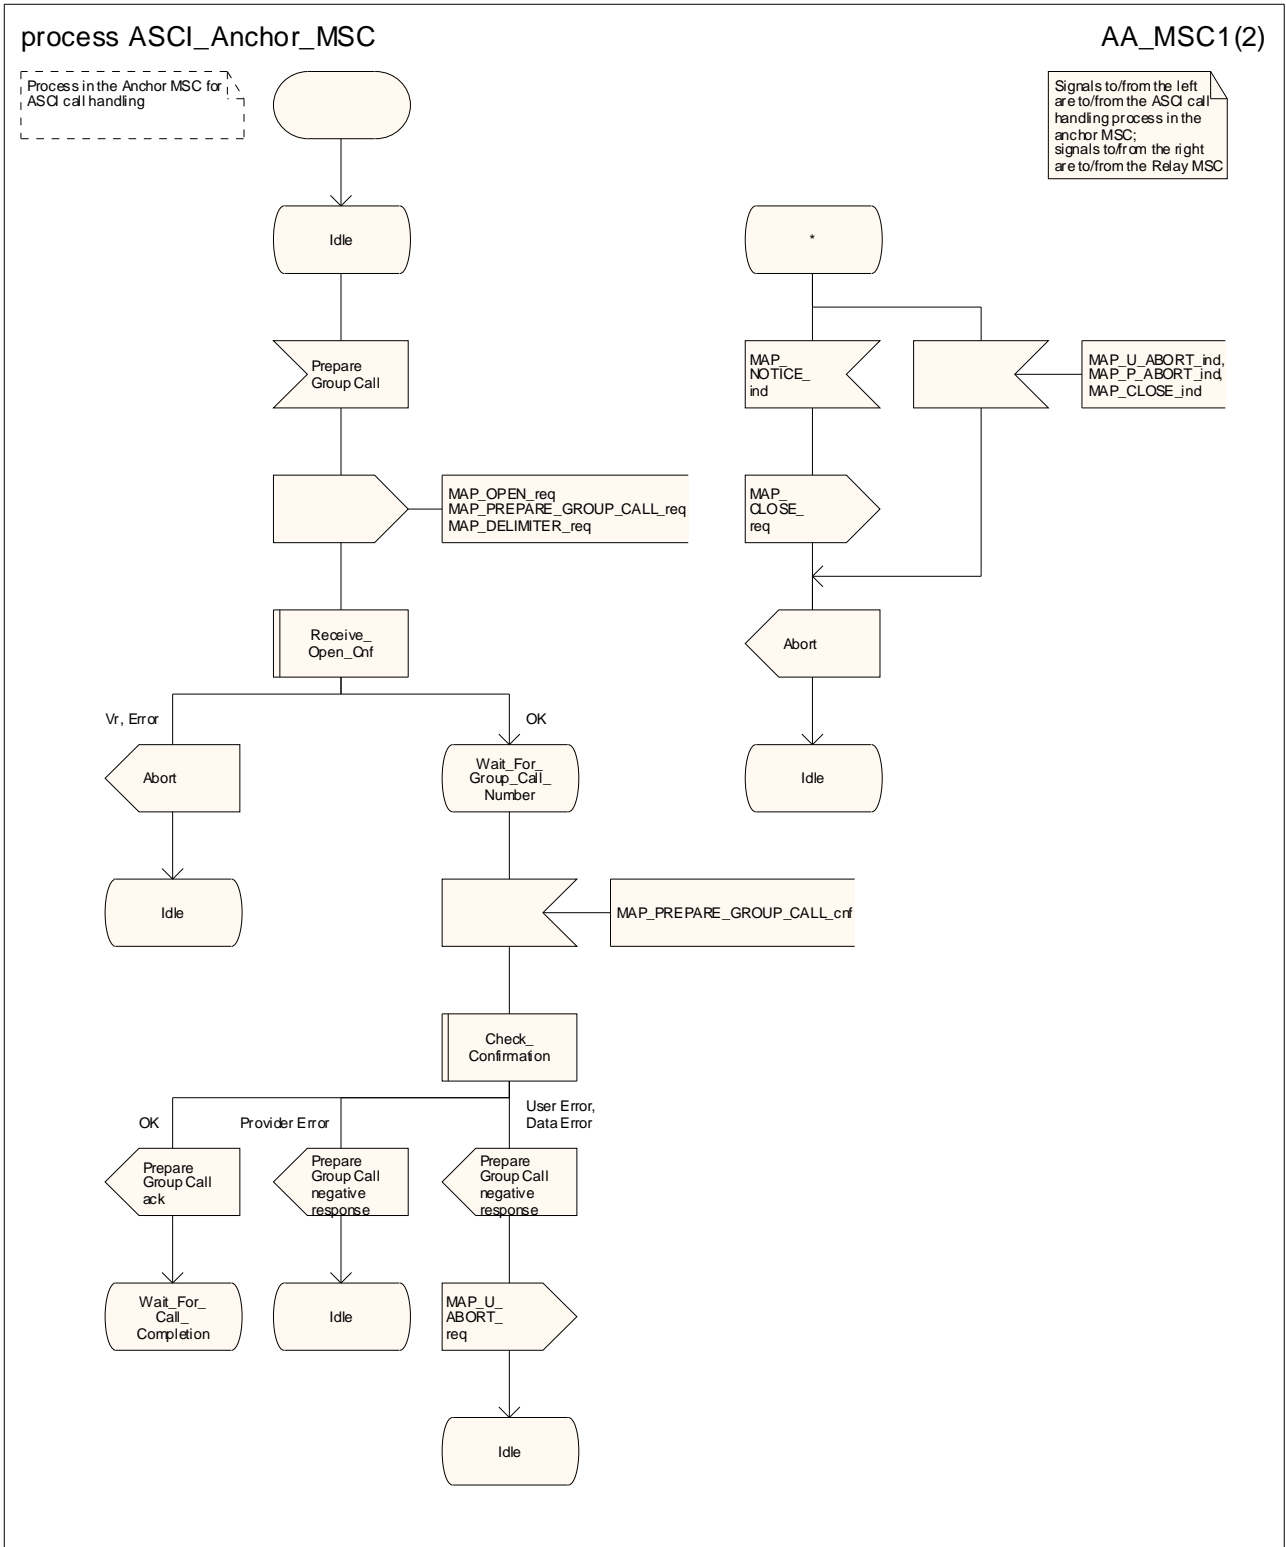 process ASCI_Anchor_MSC
AA_MSC1(2)
Process in the Anchor MSC for
ASCI call handling
Signals to/from the left
are to/from the ASCI call
handling process in the
anchor MSC;
signals to/from the right
are to/from the Relay MSC
Idle
*
Prepare
Group Call
MAP_
NOTICE_
ind
MAP_U_ABORT_ind,
MAP_P_ABORT_ind,
MAP_CLOSE_ind
MAP_OPEN_req
MAP_PREPARE_GROUP_CALL_req
MAP_DELIMITER_req
MAP_
CLOSE_
req
Receive_
Open_Cnf
Abort
Vr, Error
OK
Abort
Wait_For_
Group_Call_
Number
Idle
Idle
MAP_PREPARE_GROUP_CALL_cnf
Check_
Confirmation
OK
Provider Error
User Error,
Data Error
Prepare
Group Call
ack
Prepare
Group Call
negative
response
Prepare
Group Call
negative
response
Wait_For_
Call_
Completion
Idle
MAP_U_
ABORT_
req
Idle